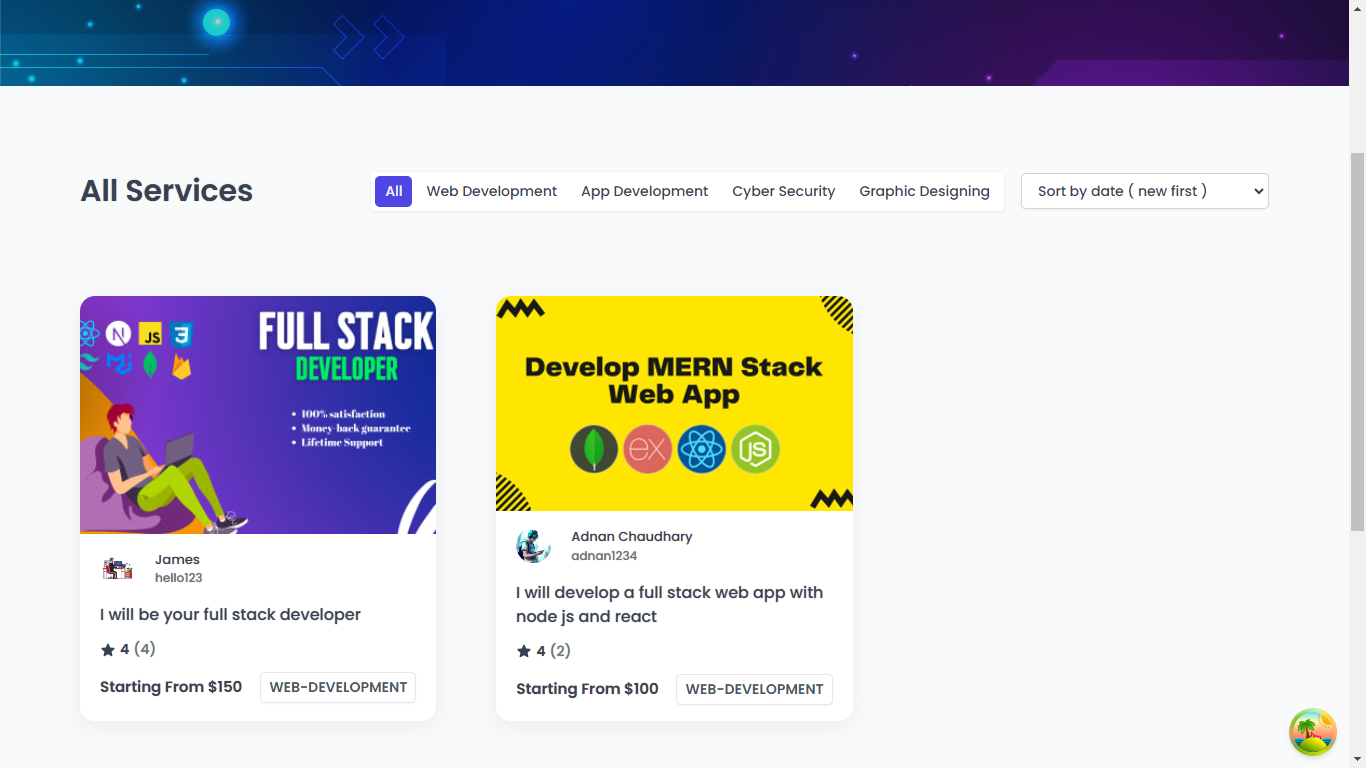 All Services
All
Web Development
App Development
Cyber Security
Graphic Designing
Sort by date ( new first )
N
JS
3
FULL STACK
DEVELOPER
• 100% satisfaction
• Money-back guarantee
• Lifetime Support
James
hello123
I will be your full stack developer
4 (4)
Starting From $150
WEB-DEVELOPMENT
Develop MERN Stack
Web App
ex
JS
Adnan Chaudhary
adnan1234
I will develop a full stack web app with
node js and react
4 (2)
Starting From $100
WEB-DEVELOPMENT